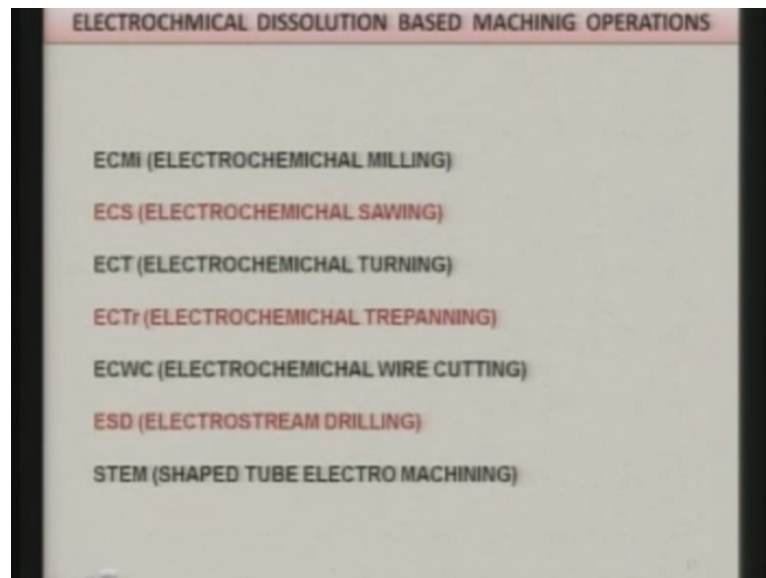 ELECTROCHMICAL DISSOLUTION BASED MACHINIG OPERATIONS
ECMi (ELECTROCHEMICHAL MILLING)
ECS (ELECTROCHEMICHAL SAWING)
ECT (ELECTROCHEMICHAL TURNING)
ECTr (ELECTROCHEMICHAL TREPANNING)
ECWC (ELECTROCHEMICHAL WIRE CUTTING)
ESD (ELECTROSTREAM DRILLING)
STEM (SHAPED TUBE ELECTRO MACHINING)